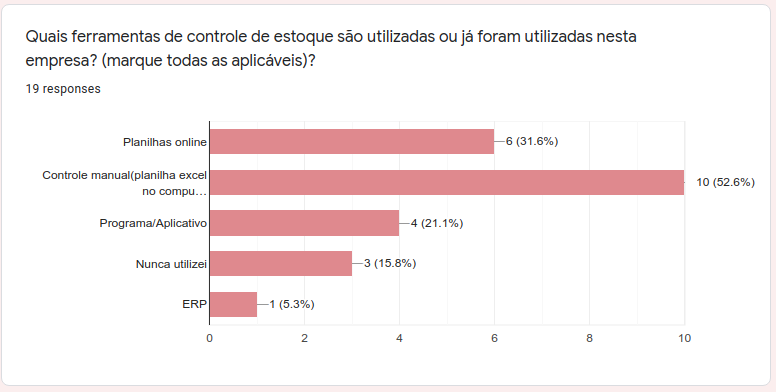 Quais ferramentas de controle de estoque são utilizadas ou já foram utilizadas nesta
empresa? (marque todas as aplicáveis)?
19 responses
Planilhas online
6 (31.6%)
Controle manual(planilha excel
no compu…
10 (52.6%)
Programa/Aplicativo
4 (21.1%)
Nunca utilizei
3 (15.8%)
ERP
1 (5.3%)
0 2 4 6 8 10